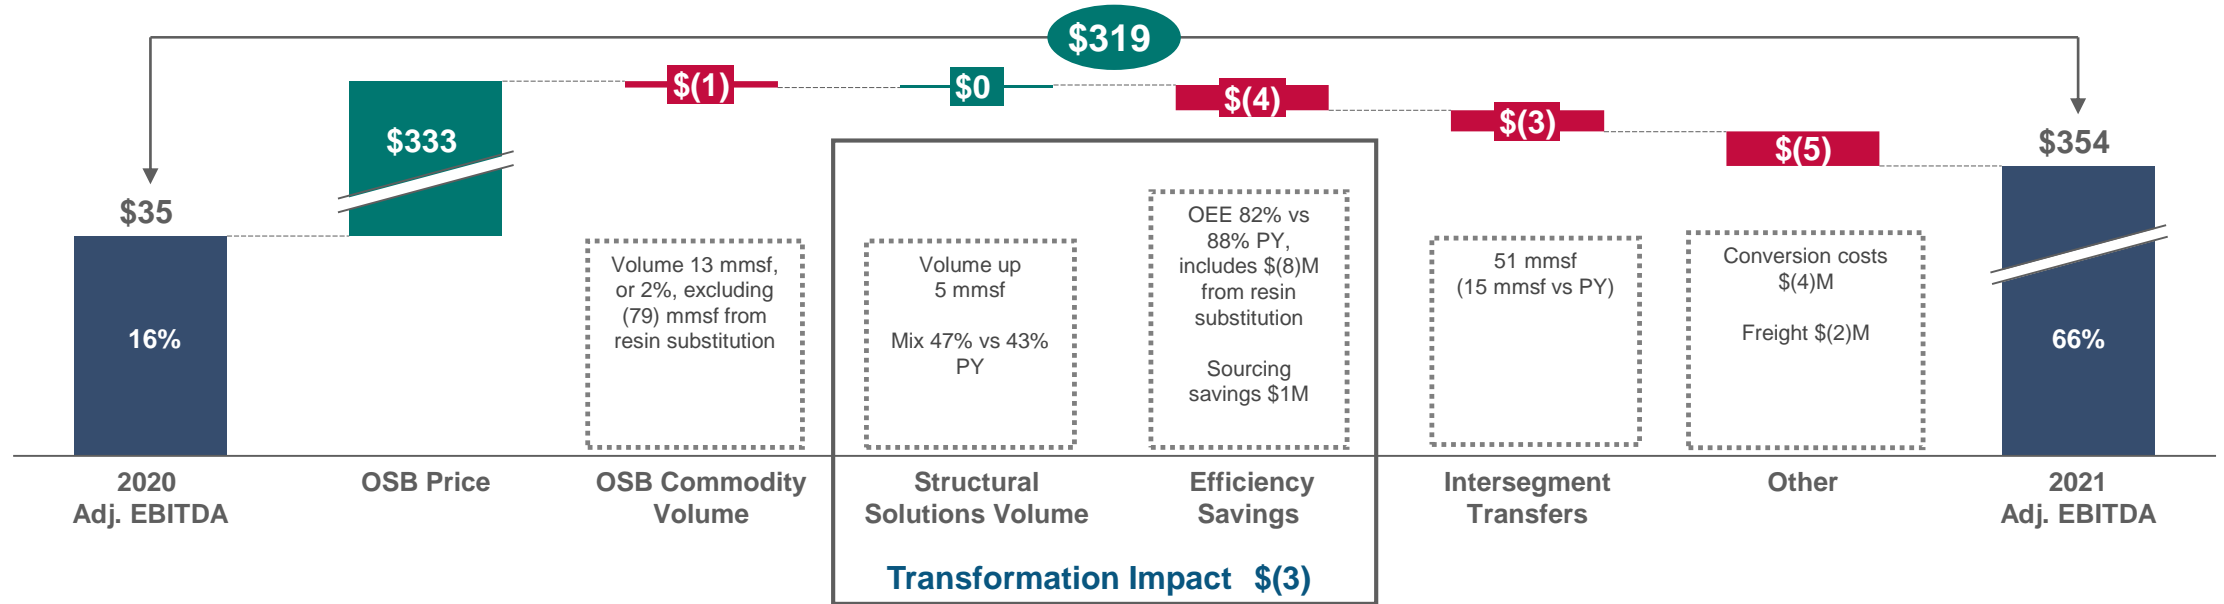 $319
$(1)
$0
$(4)
$(3)
$(5)
$333
$35
$354
16%
66%
Volume 13 mmsf,
or 2%, excluding
(79) mmsf from
resin substitution
Volume up
5 mmsf
Mix 47% vs 43%
PY
OEE 82% vs
88% PY,
includes $(8)M
from resin
substitution
Sourcing
savings $1M
51 mmsf
(15 mmsf vs PY)
Conversion costs
$(4)M
Freight $(2)M
2020
Adj. EBITDA
OSB Price
OSB Commodity
Volume
Structural
Solutions Volume
Efficiency
Savings
Intersegment
Transfers
Other
2021
Adj. EBITDA
Transformation Impact $(3)